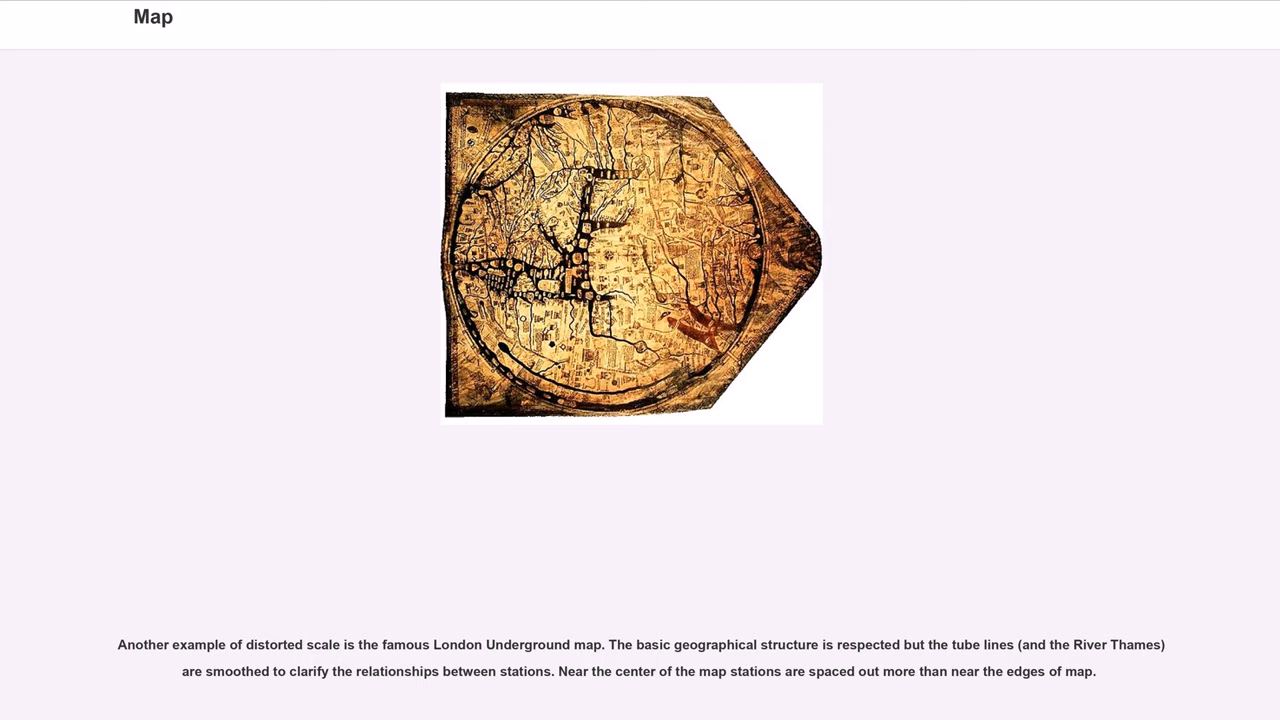 Map
Another example of distorted scale is the famous London Underground map. The basic geographical structure is respected but the tube lines (and the River Thames)
are smoothed to clarify the relationships between stations. Near the center of the map stations are spaced out more than near the edges of map.